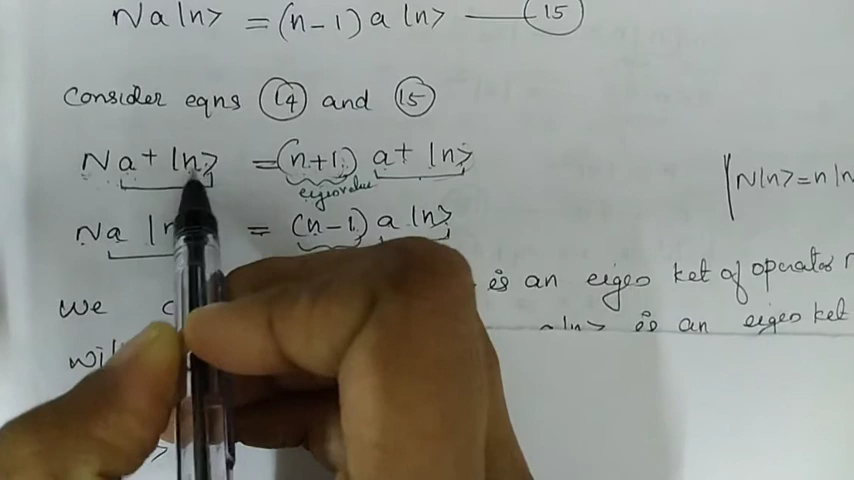 Na|n> = (n-1) a|n> — (15)
Consider eqns (14) and (15)
Na+ |n> = (n+1) a+ |n>
eigenvalue
|N|n>=n|n
Na |n = (n-1) a |n>
is an eigen ket of operator
We
a|n> is an eigen ket
wil